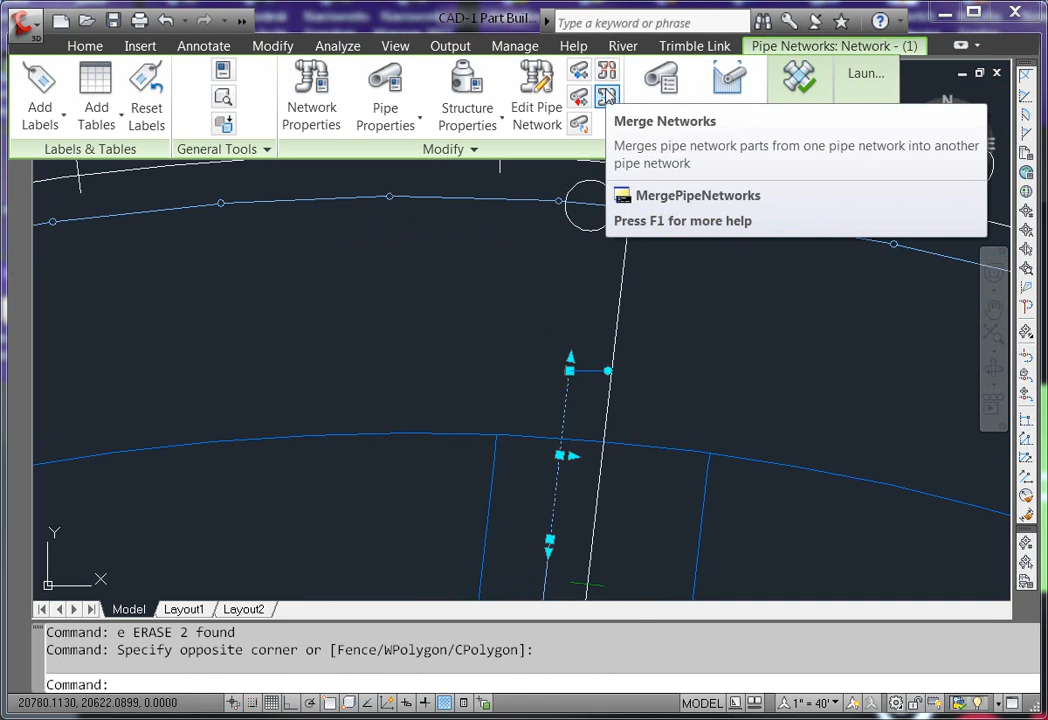 CAD-1 Part Buil...
Type a keyword or phrase
3D
Home Insert Annotate Modify Analyze View Output Manage Help River Trimble Link Pipe Networks: Network - (1)
Add Labels
Add Tables
Reset Labels
Network Properties
Pipe Properties
Structure Properties
Edit Pipe Network
Laun...
Labels & Tables
General Tools
Modify
N
Merge Networks
Merges pipe network parts from one pipe network into another
pipe network
MergePipeNetworks
Press F1 for more help
Y
X
Model Layout1 Layout2
Command: e ERASE 2 found
Command: Specify opposite corner or [Fence/WPolygon/CPolygon]:
Command:
20780.1130, 20622.0899, 0.0000
MODEL
1" = 40'